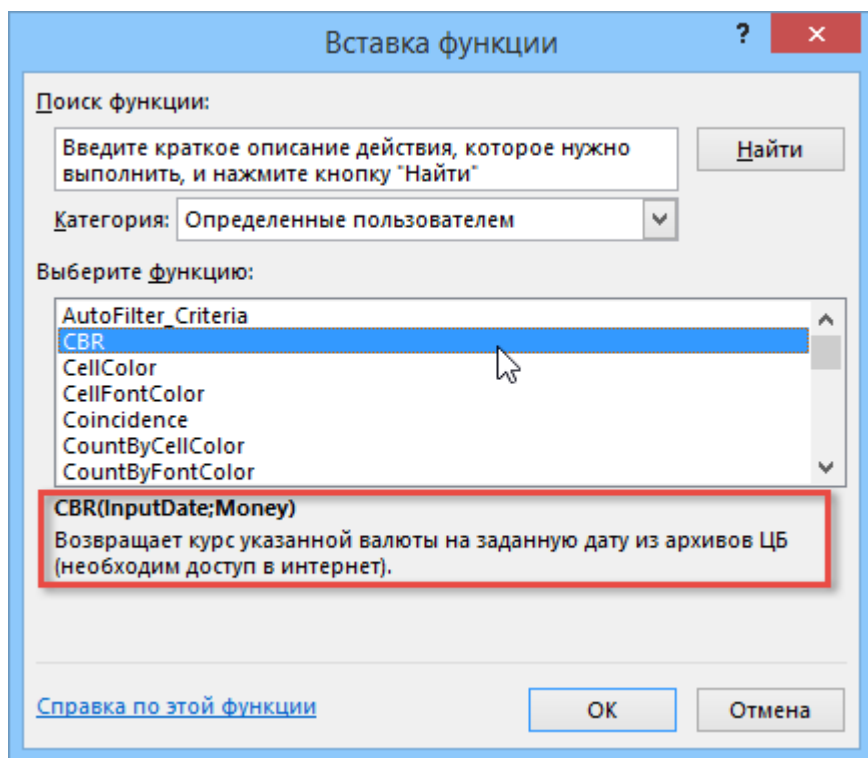 Вставка функции
?
×
Поиск функции:
Введите краткое описание действия, которое нужно
выполнить, и нажмите кнопку "Найти"
Найти
Категория: Определенные пользователем
Выберите функцию:
AutoFilter_Criteria
CBR
CellColor
CellFontColor
Coincidence
CountByCellColor
CountByFontColor
CBR(InputDate;Money)
Возвращает курс указанной валюты на заданную дату из архивов ЦБ
(необходим доступ в интернет).
Справка по этой функции
ОК
Отмена